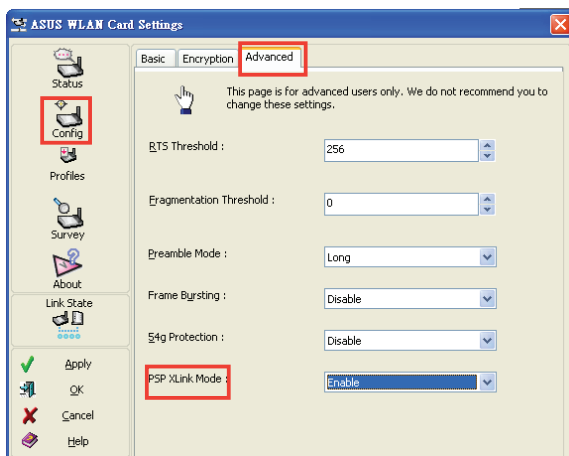 ASUS WLAN Card Settings
Status
Config
Profiles
Survey
About
Link State
Apply
OK
Cancel
Help
Basic
Encryption
Advanced
This page is for advanced users only. We do not recommend you to
change these settings.
RTS Threshold :
256
Fragmentation Threshold :
0
Preamble Mode :
Long
Frame Bursting :
Disable
54g Protection :
Disable
PSP XLink Mode :
Enable